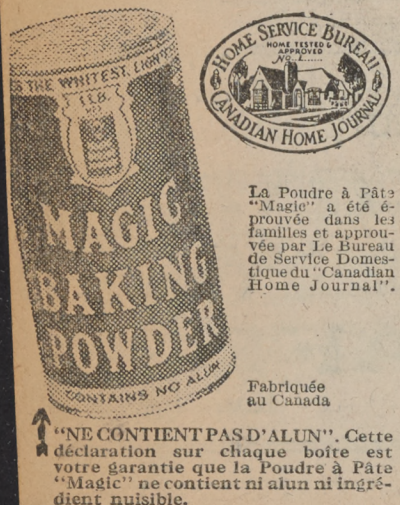 S THE WHITEST, LIGHT
E.B.
MAGIC
BAKING
POWDER
CONTAINS NO ALUM
HOME SERVICE BUREAU
HOME TESTED &
APPROVED
No 1
CANADIAN HOME JOURNAL
La Poudre à Pâte
"Magic" a été é-
prouvée dans les
familles et approu-
vée par Le Bureau
de Service Domes-
tique du "Canadian
Home Journal".
Fabriquée
au Canada
"NE CONTIENT PAS D'ALUN". Cette
déclaration sur chaque boîte est
votre garantie que la Poudre à Pâte
"Magic" ne contient ni alun ni ingré-
dient nuisible.